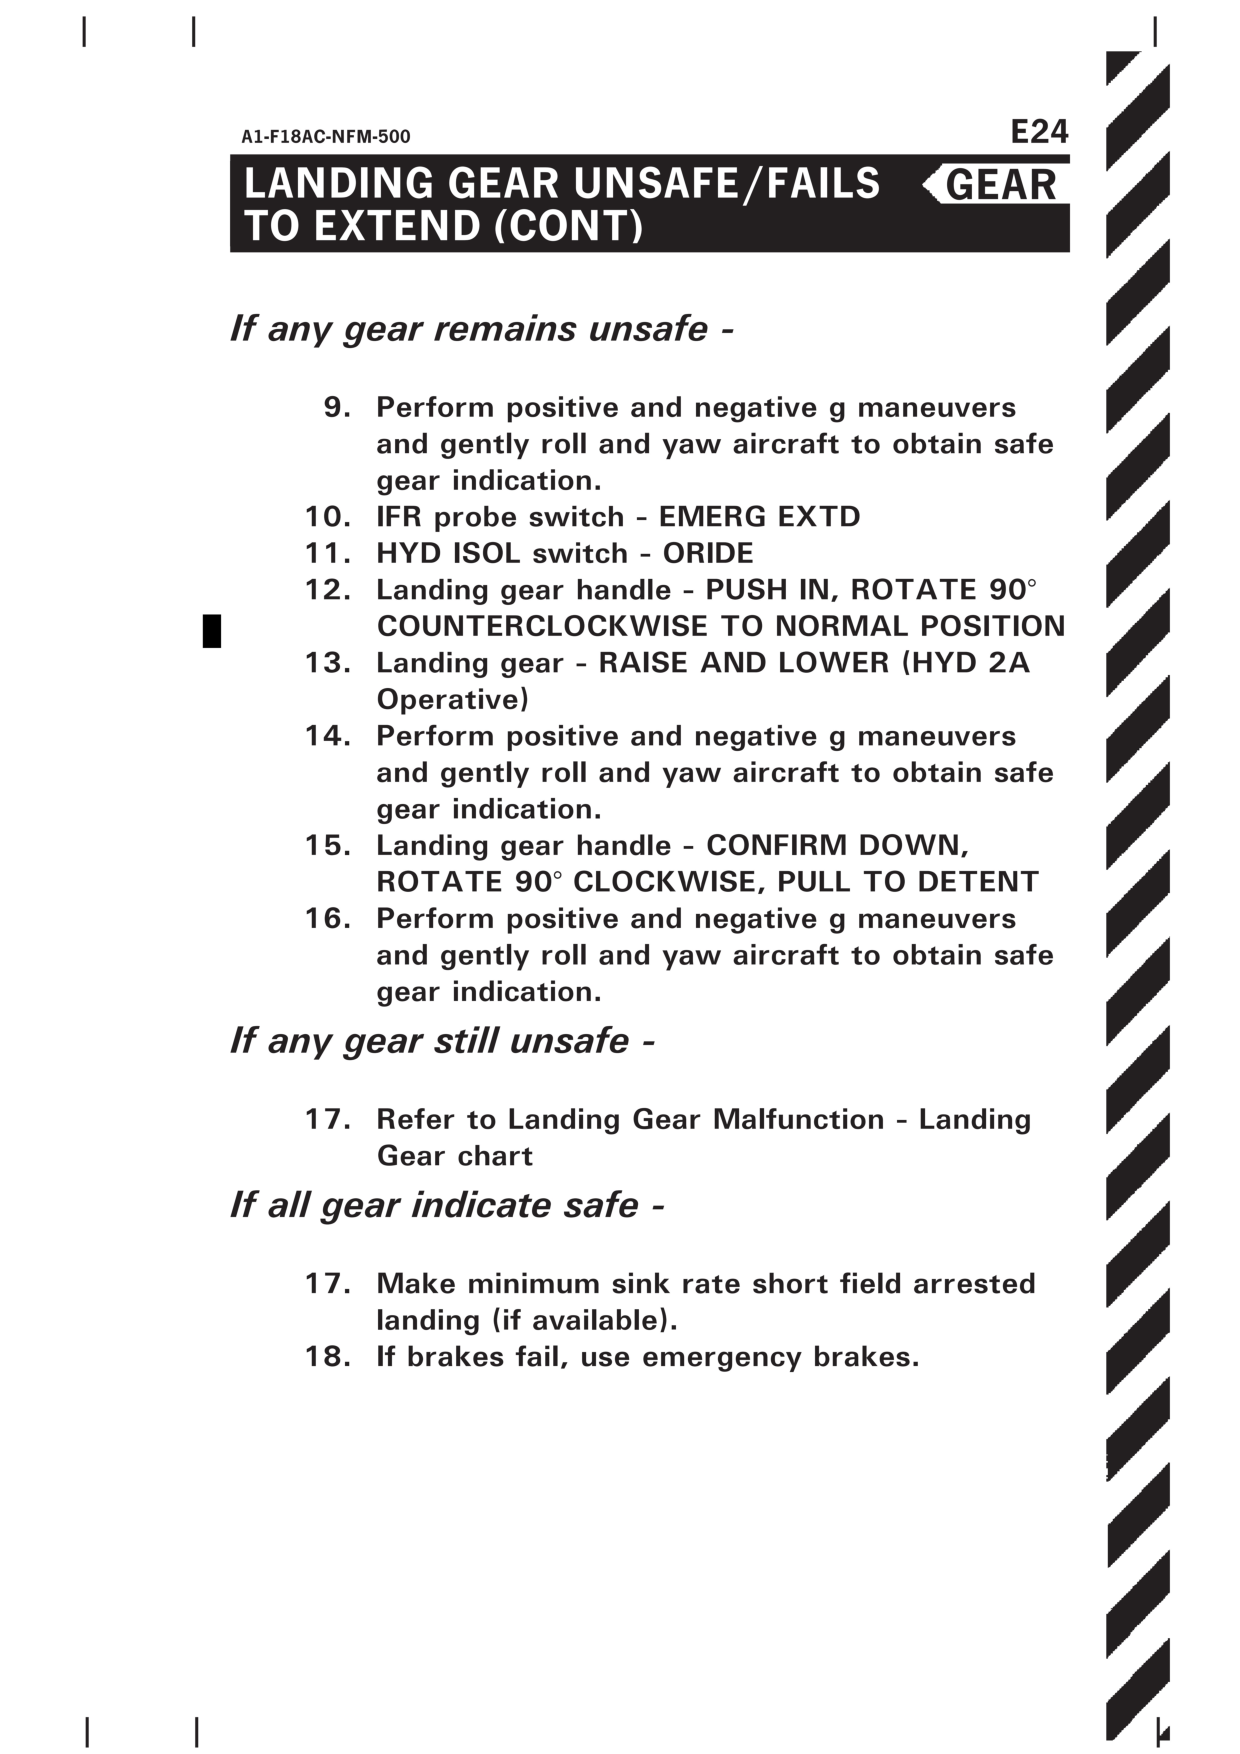 A1-F18AC-NFM-500
E24
LANDING GEAR UNSAFE/FAILS
TO EXTEND (CONT)
GEAR
If any gear remains unsafe -
9. Perform positive and negative g maneuvers
and gently roll and yaw aircraft to obtain safe
gear indication.
10. IFR probe switch - EMERG EXTD
11. HYD ISOL switch - ORIDE
12. Landing gear handle - PUSH IN, ROTATE 90°
COUNTERCLOCKWISE TO NORMAL POSITION
13. Landing gear - RAISE AND LOWER (HYD 2A
Operative)
14. Perform positive and negative g maneuvers
and gently roll and yaw aircraft to obtain safe
gear indication.
15. Landing gear handle - CONFIRM DOWN,
ROTATE 90° CLOCKWISE, PULL TO DETENT
16. Perform positive and negative g maneuvers
and gently roll and yaw aircraft to obtain safe
gear indication.
If any gear still unsafe -
17. Refer to Landing Gear Malfunction - Landing
Gear chart
If all gear indicate safe -
17. Make minimum sink rate short field arrested
landing (if available).
18. If brakes fail, use emergency brakes.